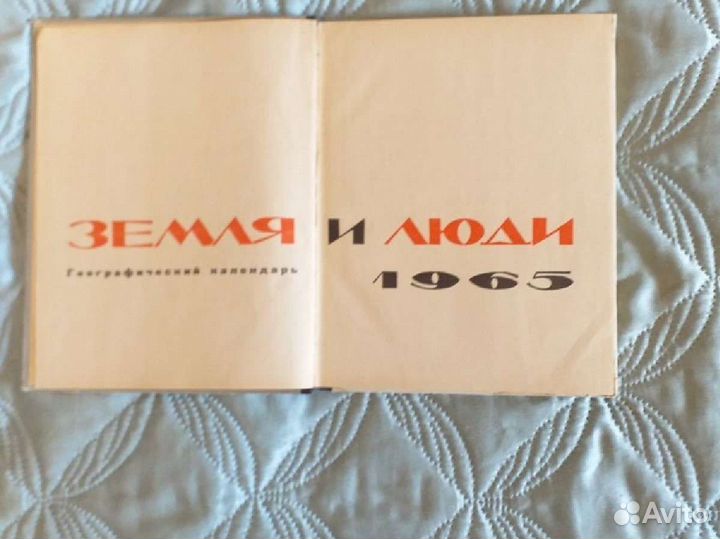 ЗЕМЛЯ И ЛЮДИ
Географический календарь
1965
Avito